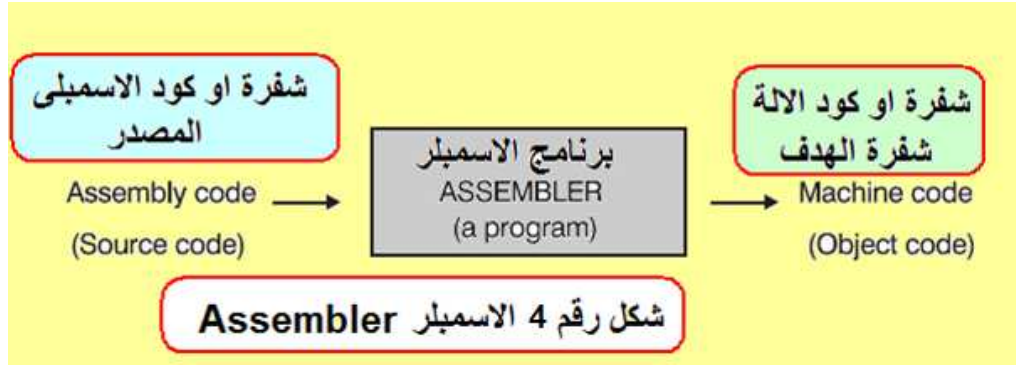 شفرة او كود الاسمبلى
المصدر
Assembly code
(Source code)
برنامج الاسمبلر
ASSEMBLER
(a program)
شفرة او كود الالة
شفرة الهدف
Machine code
(Object code)
شكل رقم 4 الاسمبلر Assembler